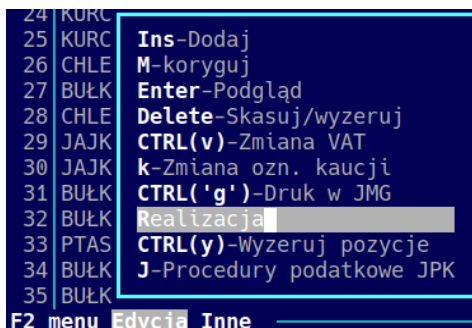 24 KURC
25 KURC Ins-Dodaj
26 CHLE M-koryguj
27 BUŁK Enter-Podgląd
28 CHLE Delete-Skasuj/wyzeruj
29 JAJK CTRL(v)-Zmiana VAT
30 JAJK k-Zmiana ozn. kaucji
31 BUŁK CTRL('g')-Druk w JMG
32 BUŁK Realizacja
33 PTAS CTRL(y)-Wyzeruj pozycje
34 BUŁK J-Procedury podatkowe JPK
35 BUŁK
F2 menu Edycja Inne